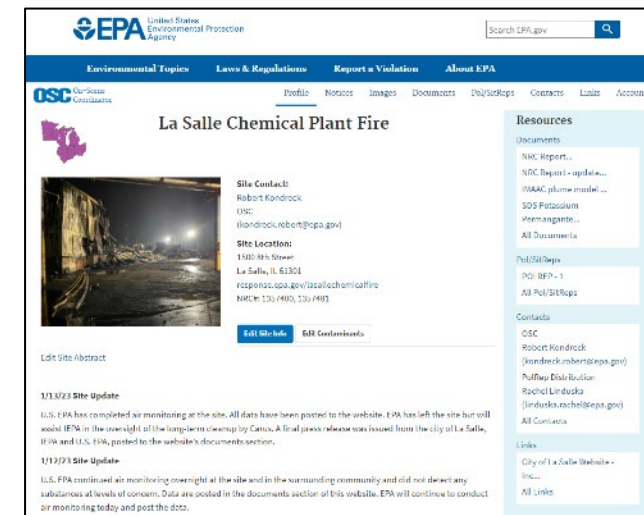 EPA United States
Environmental Protection
Agency
Search EPA.gov
Environmental Topics Laws & Regulations Report a Violation About EPA
OSC On-Scene
Coordinator
Profile Notices Images Documents Pol/SitReps Contacts Links Accoun
La Salle Chemical Plant Fire
Site Contact:
Robert Kondreck
OSC
(kondreck.robert@epa.gov)
Site Location:
1500 8th Street
La Salle, IL 61301
response.epa.gov/lasallechemicalfire
NRC#: 1357480, 1357481
Edit Site Info Edit Contaminants
Edit Site Abstract
1/13/23 Site Update
U.S. EPA has completed air monitoring at the site. All data have been posted to the website. EPA has left the site but will
assist IEPA in the oversight of the long-term cleanup by Carus. A final press release was issued from the city of La Salle,
IEPA and U.S. EPA, posted to the website's documents section.
1/12/23 Site Update
U.S. EPA continued air monitoring overnight at the site and in the surrounding community and did not detect any
substances at levels of concern. Data are posted in the documents section of this website. EPA will continue to conduct
air monitoring today and post the data.
Resources
Documents
NRC Report...
NRC Report - update...
IMAAC plume model ...
SDS Potassium
Permangante...
All Documents
Pol/SitReps
POLREP - 1
All Pol/SitReps
Contacts
OSC
Robert Kondreck
(kondreck.robert@epa.gov)
PolRep Distribution
Rachel Linduska
(linduska.rachel@epa.gov)
All Contacts
Links
City of La Salle Website -
Inc...
All Links